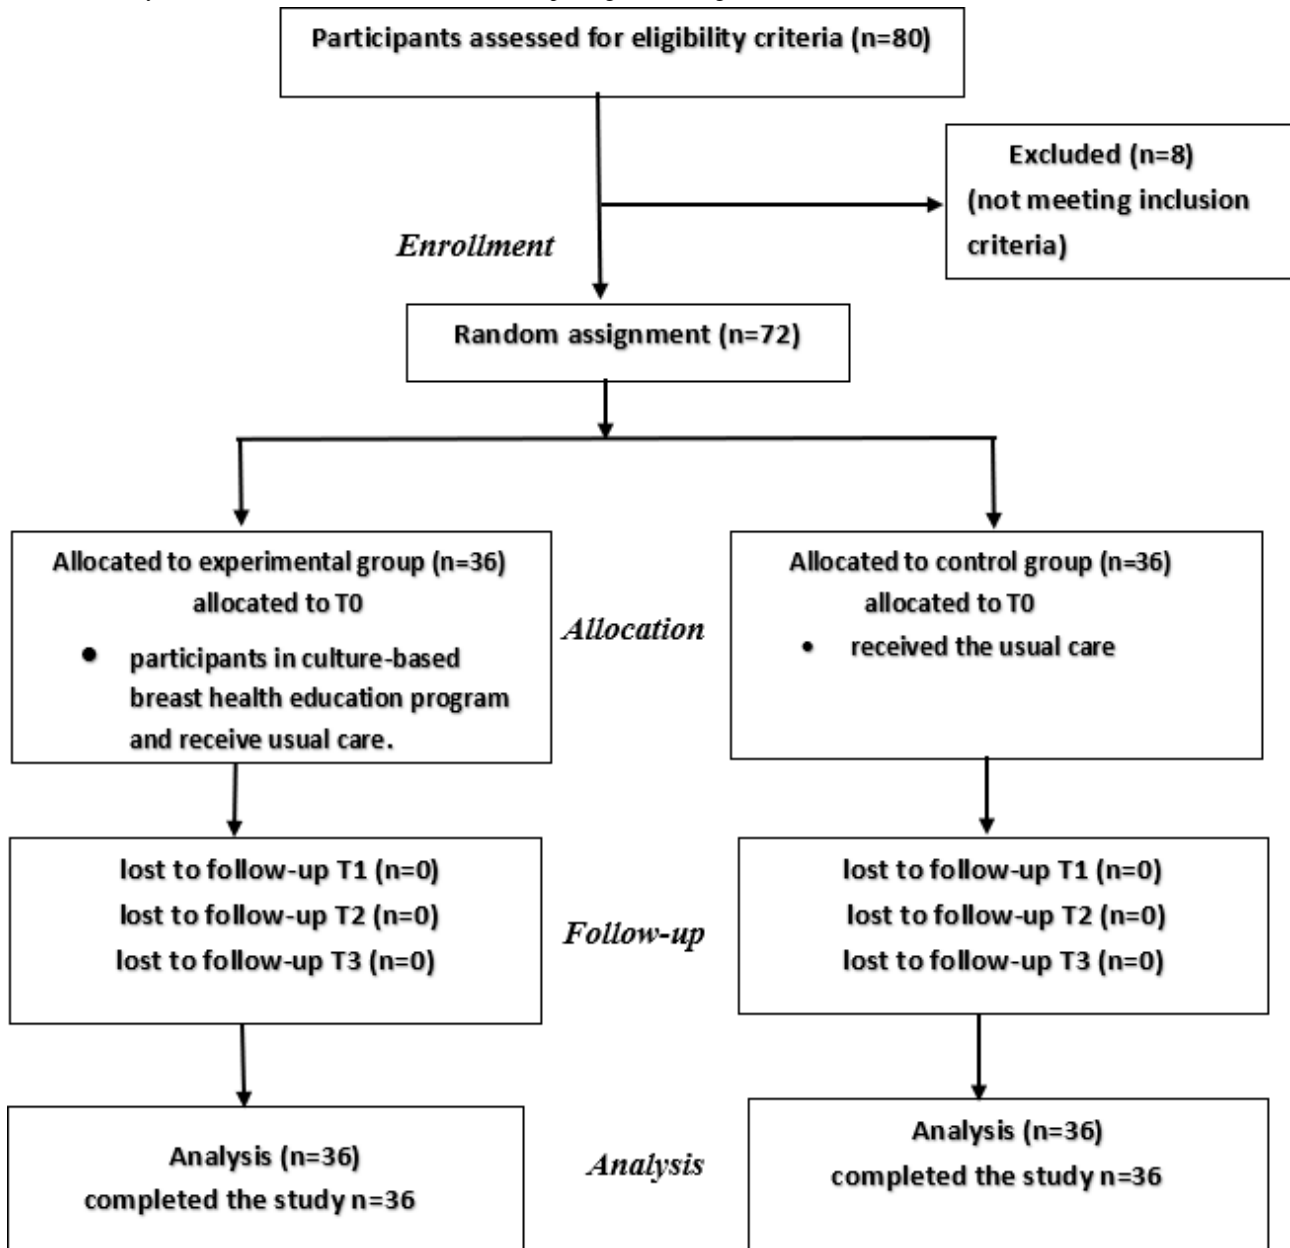 Participants assessed for eligibility criteria (n=80)
Excluded (n=8)
(not meeting inclusion
criteria)
Enrollment
Random assignment (n=72)
Allocated to experimental group (n=36)
allocated to T0
• participants in culture-based
breast health education program
and receive usual care.
Allocation
Allocated to control group (n=36)
allocated to T0
• received the usual care
lost to follow-up T1 (n=0)
lost to follow-up T2 (n=0)
lost to follow-up T3 (n=0)
Follow-up
lost to follow-up T1 (n=0)
lost to follow-up T2 (n=0)
lost to follow-up T3 (n=0)
Analysis (n=36)
completed the study n=36
Analysis
Analysis (n=36)
completed the study n=36